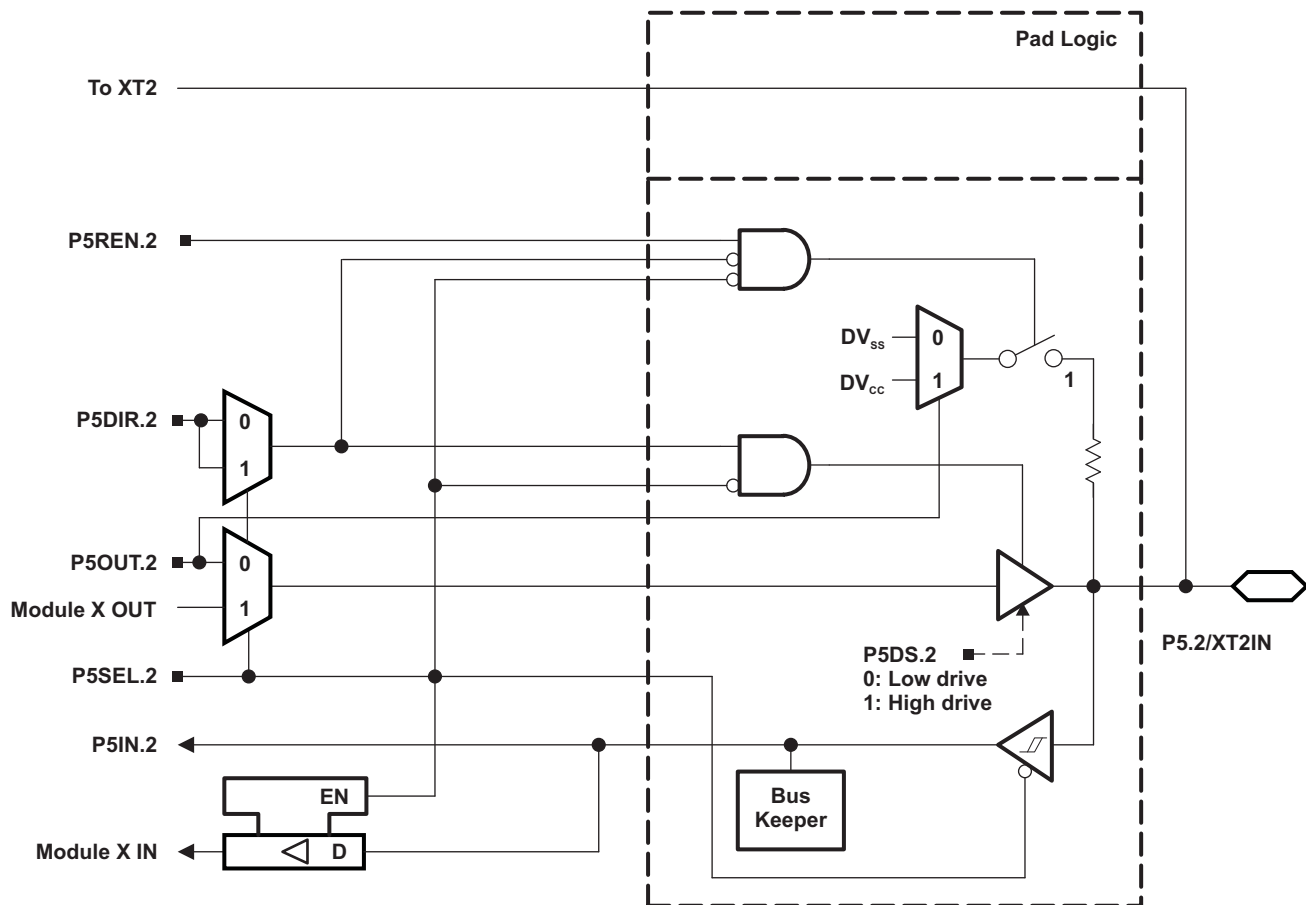 Pad Logic
To XT2
P5REN.2
DVSS
0
DVCC
1
1
P5DIR.2
0
1
P5OUT.2
0
Module X OUT
1
P5DS.2
0: Low drive
1: High drive
P5.2/XT2IN
P5SEL.2
P5IN.2
EN
Bus
Keeper
Module X IN
D